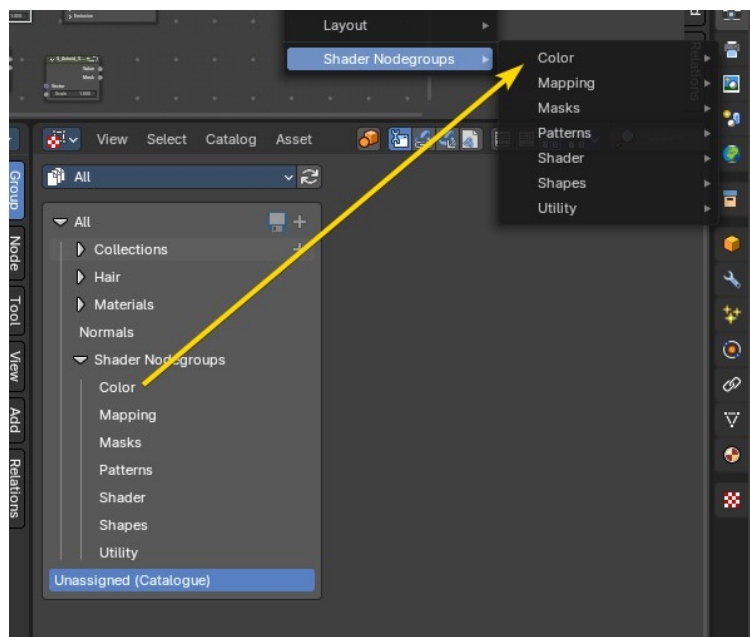 Layout
Shader Nodegroups
Color
Mapping
Masks
Patterns
Shader
Shapes
Utility
Relations
View Select Catalog Asset
All
All
Collections
Hair
Materials
Normals
Shader Nodegroups
Color
Mapping
Masks
Patterns
Shader
Shapes
Utility
Unassigned (Catalogue)
Group
Node
Tool
View
Add
Relations